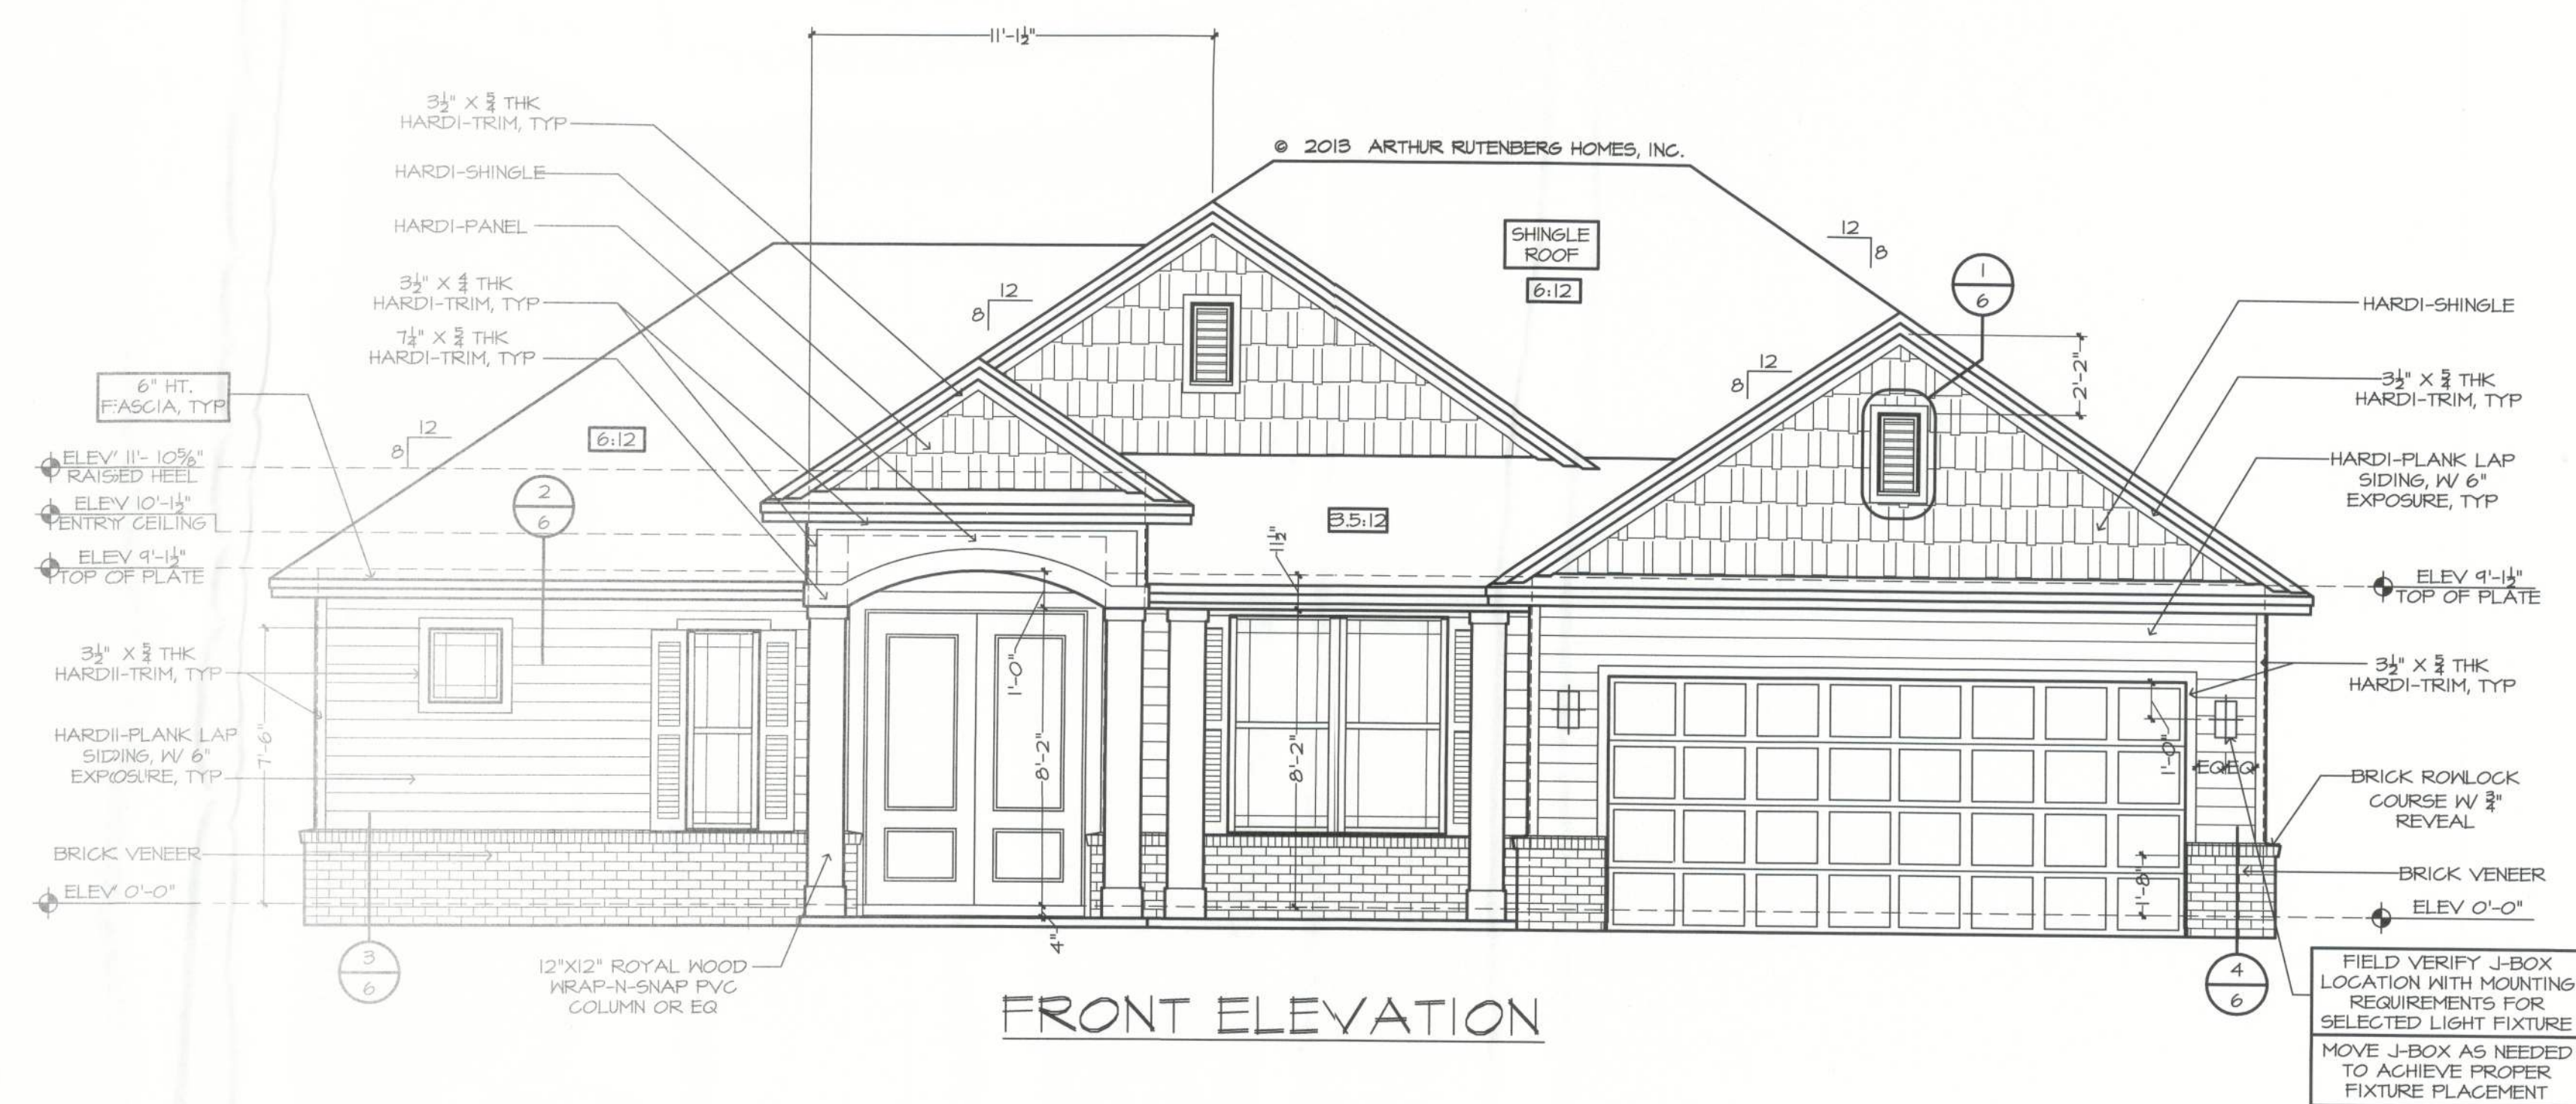 11'-1½"
3½" X 5/4 THK
HARDI-TRIM, TYP
HARDI-SHINGLE
HARDI-PANEL
3½" X 4/4 THK
HARDI-TRIM, TYP
7¼" X 5/4 THK
HARDI-TRIM, TYP
6" HT.
FASCIA, TYP
12
8
6:12
ELEV 11'-10⅝"
RAISED HEEL
ELEV 10'-1½"
ENTRY CEILING
ELEV 9'-1½"
TOP OF PLATE
2
6
3½" X 5/4 THK
HARDII-TRIM, TYP
7'-6"
HARDII-PLANK LAP
SIDING, W/ 6"
EXPOSURE, TYP
BRICK VENEER
ELEV 0'-0"
3
6
12"X12" ROYAL WOOD
WRAP-N-SNAP PVC
COLUMN OR EQ
© 2013 ARTHUR RUTENBERG HOMES, INC.
12
8
SHINGLE
ROOF
6:12
12
8
12
8
1
6
3.5:12
11½"
1'-0"
8'-2"
4"
8'-2"
2'-2"
HARDI-SHINGLE
3½" X 5/4 THK
HARDI-TRIM, TYP
HARDI-PLANK LAP
SIDING, W/ 6"
EXPOSURE, TYP
ELEV 9'-1½"
TOP OF PLATE
3½" X 5/4 THK
HARDI-TRIM, TYP
1'-0"
EQ EQ
BRICK ROWLOCK
COURSE W/ ¾"
REVEAL
1'-8"
BRICK VENEER
ELEV 0'-0"
4
6
FIELD VERIFY J-BOX
LOCATION WITH MOUNTING
REQUIREMENTS FOR
SELECTED LIGHT FIXTURE
MOVE J-BOX AS NEEDED
TO ACHIEVE PROPER
FIXTURE PLACEMENT
FRONT ELEVATION